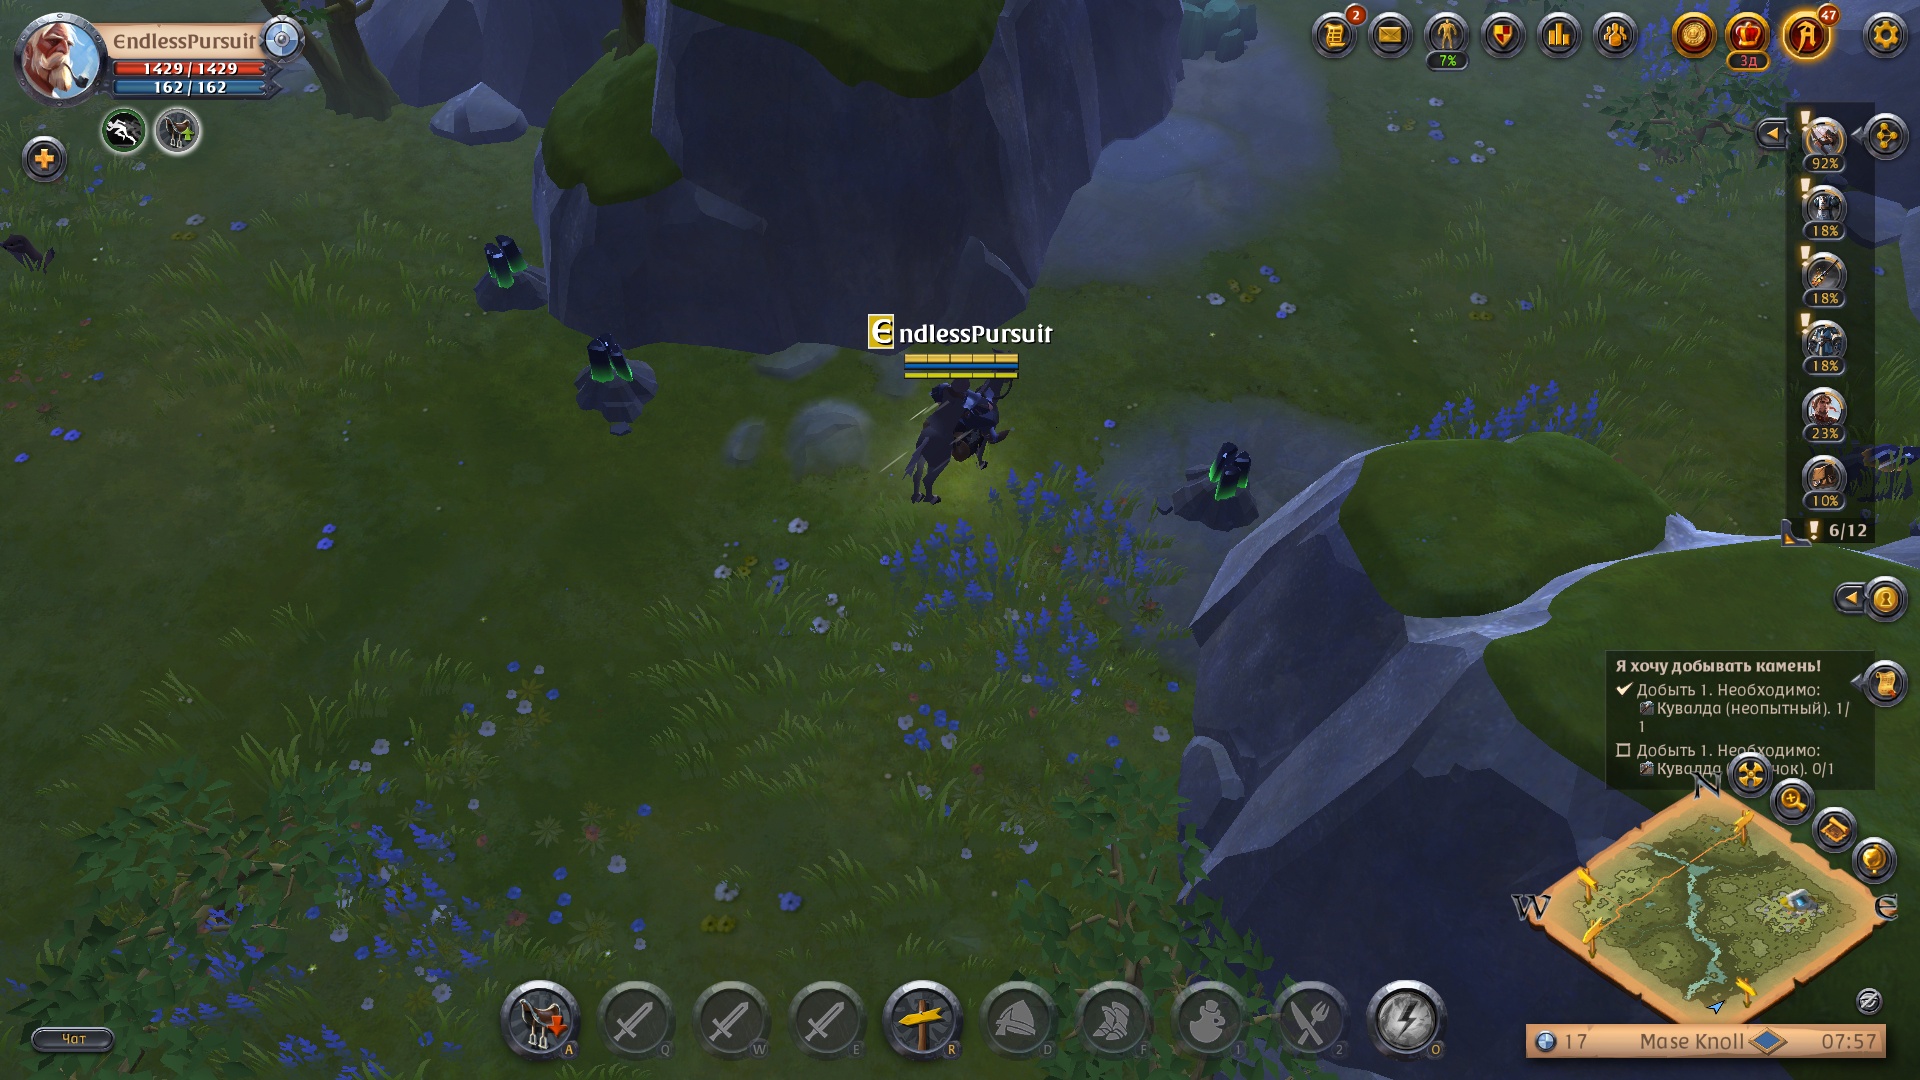 EndlessPursuit
1429 / 1429
162 / 162
2
7%
3д
47
92%
18%
18%
18%
23%
10%
6/12
EndlessPursuit
Я хочу добывать камень!
Добыть 1. Необходимо:
Кувалда (неопытный). 1/
1
Добыть 1. Необходимо:
Кувалда чок). 0/1
N
W
E
A
Q
W
E
R
D
F
1
2
O
Чат
17
Mase Knoll
07:57